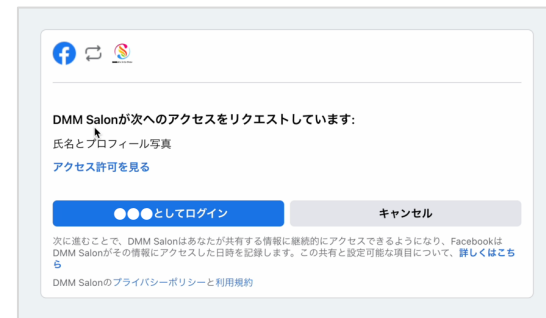 DMM Salonが次へのアクセスをリクエストしています:
氏名とプロフィール写真
アクセス許可を見る
●●●としてログイン
キャンセル
次に進むことで、DMM Salonはあなたが共有する情報に継続的にアクセスできるようになり、Facebookは
DMM Salonがその情報にアクセスした日時を記録します。この共有と設定可能な項目について、詳しくはこち
ら
DMM Salonのプライバシーポリシーと利用規約